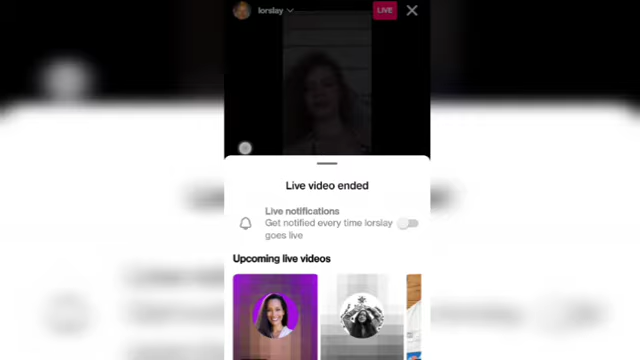 lorslay
LIVE
Live video ended
Live notifications
Get notified every time lorslay
goes live
Upcoming live videos